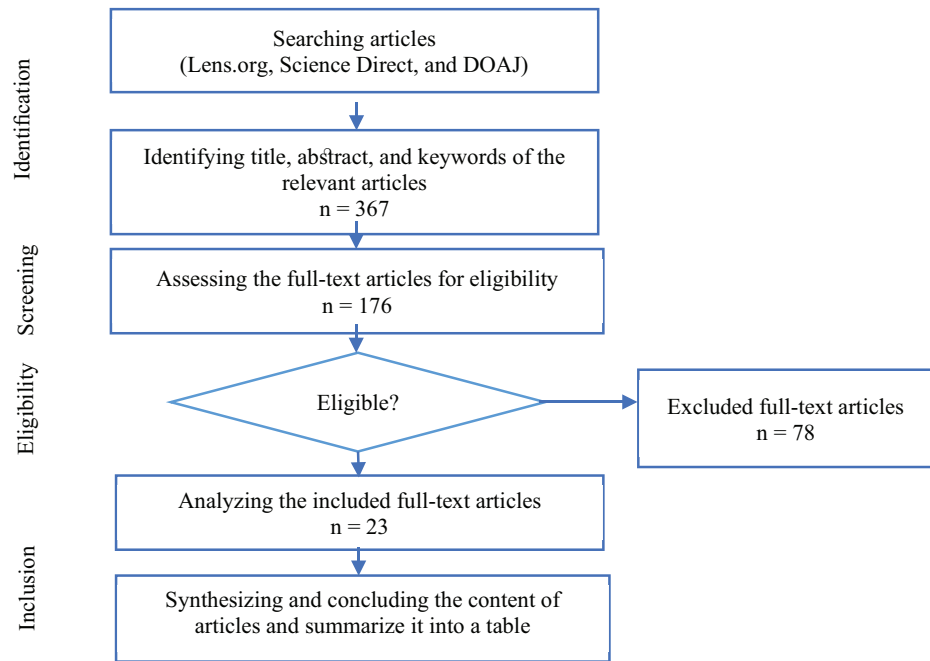 Identification
Searching articles
(Lens.org, Science Direct, and DOAJ)
Identifying title, abstract, and keywords of the
relevant articles
n = 367
Screening
Assessing the full-text articles for eligibility
n = 176
Eligibility
Eligible?
Excluded full-text articles
n = 78
Inclusion
Analyzing the included full-text articles
n = 23
Synthesizing and concluding the content of
articles and summarize it into a table